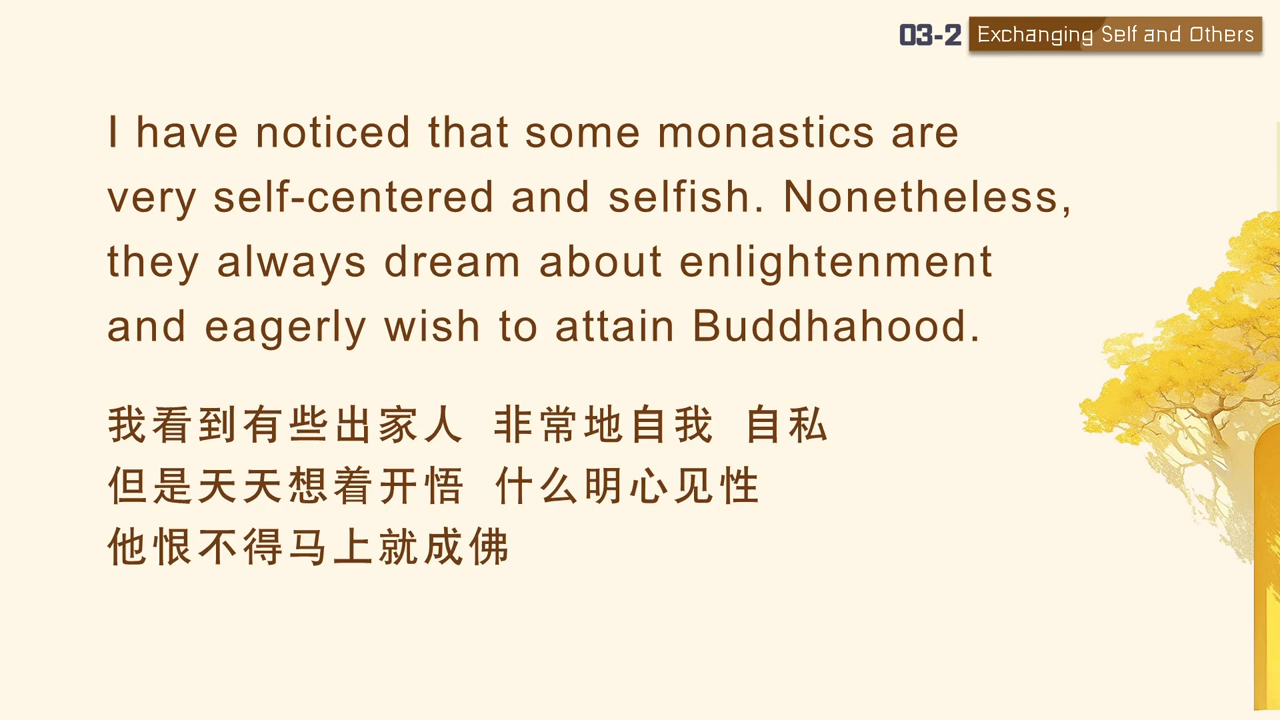 03-2 Exchanging Self and Others
I have noticed that some monastics are
very self-centered and selfish. Nonetheless,
they always dream about enlightenment
and eagerly wish to attain Buddhahood.
我看到有些出家人 非常地自我 自私
但是天天想着开悟 什么明心见性
他恨不得马上就成佛